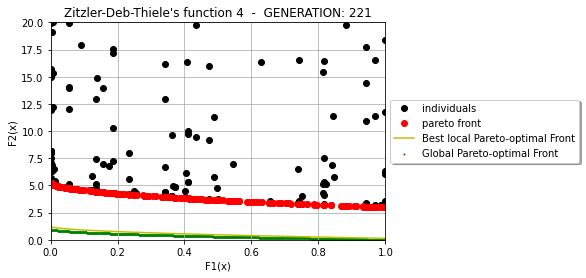 Zitzler-Deb-Thiele's function 4 - GENERATION: 221
20.0
17.5
15.0
12.5
10.0
7.5
5.0
2.5
0.0
F2(x)
0.0 0.2 0.4 0.6 0.8 1.0
F1(x)
individuals
pareto front
Best local Pareto-optimal Front
Global Pareto-optimal Front